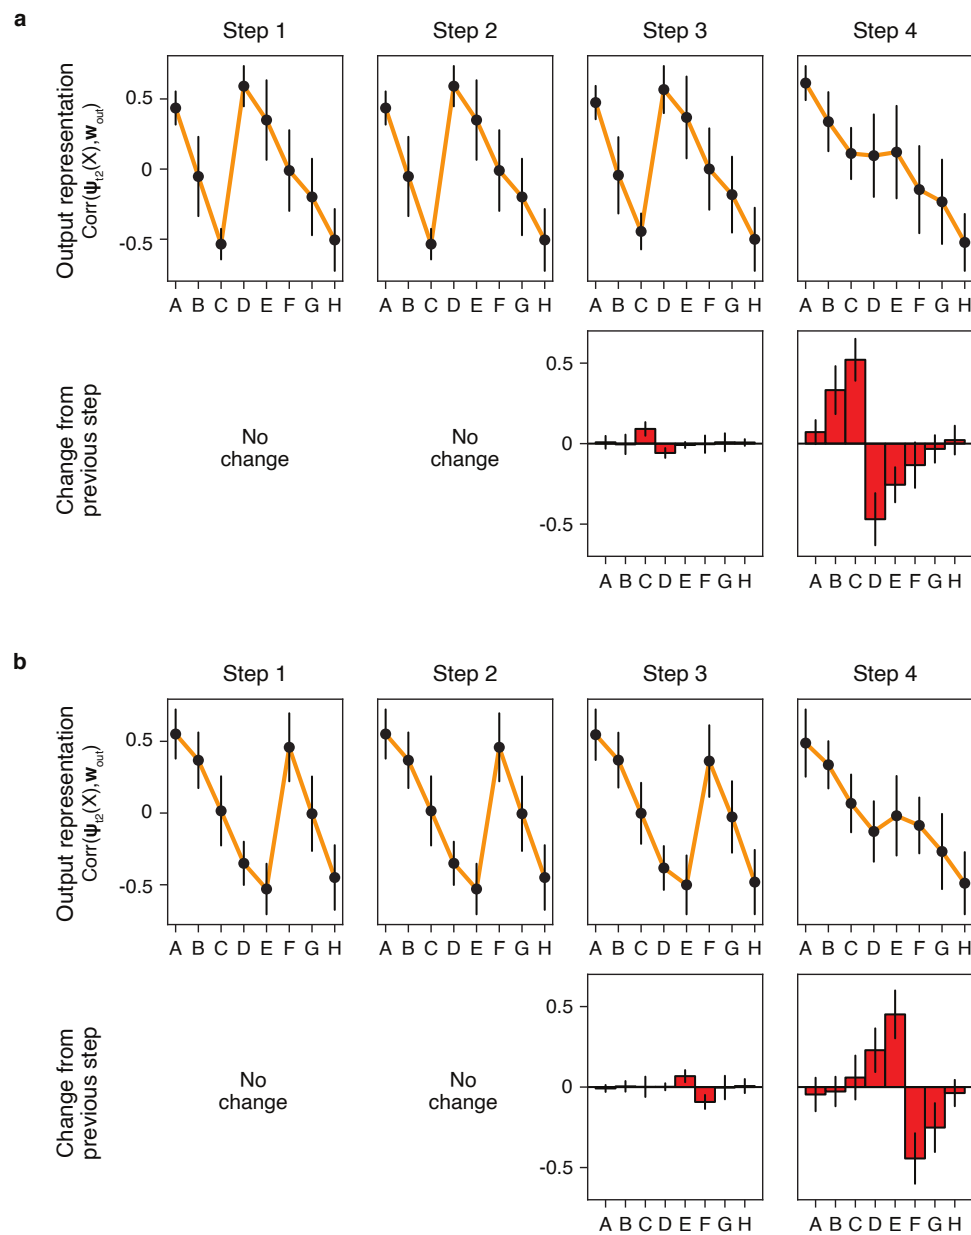 a
Step 1 Step 2 Step 3 Step 4
Output representation
Corr(ψt2(X),wout)
0.5
0
-0.5
A B C D E F G H A B C D E F G H A B C D E F G H A B C D E F G H
Change from
previous step
No
change
No
change
0.5
0
-0.5
A B C D E F G H A B C D E F G H
b
Step 1 Step 2 Step 3 Step 4
Output representation
Corr(ψt2(X),wout)
0.5
0
-0.5
A B C D E F G H A B C D E F G H A B C D E F G H A B C D E F G H
Change from
previous step
No
change
No
change
0.5
0
-0.5
A B C D E F G H A B C D E F G H